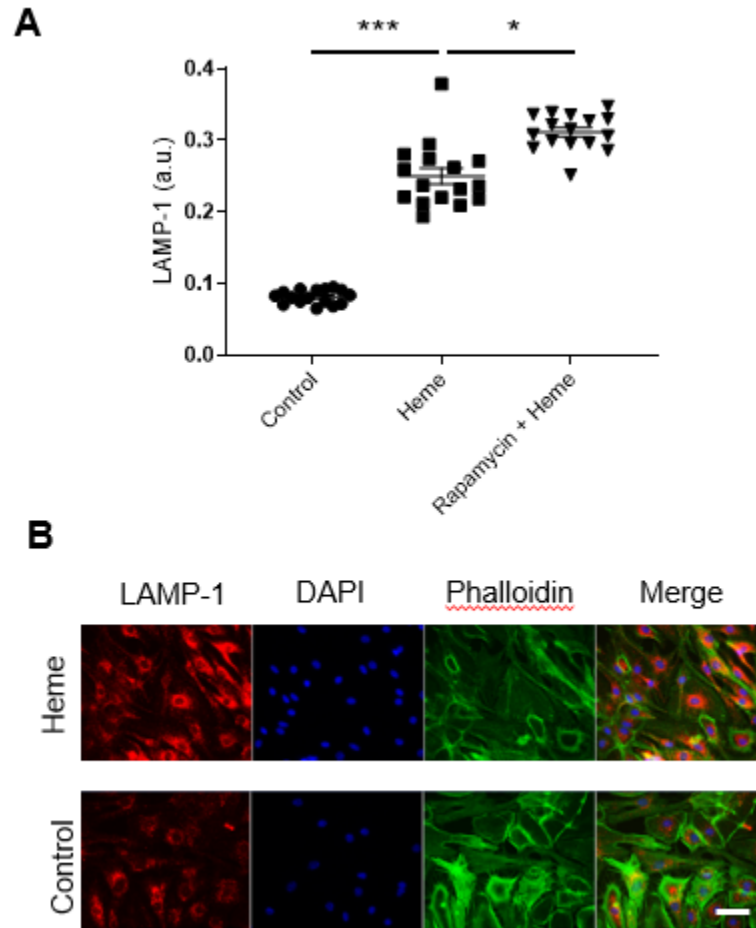 A
*** *
LAMP-1 (a.u.)
0.4
0.3
0.2
0.1
0.0
Control
Heme
Rapamycin + Heme
B
LAMP-1 DAPI Phalloidin Merge
Heme
Control